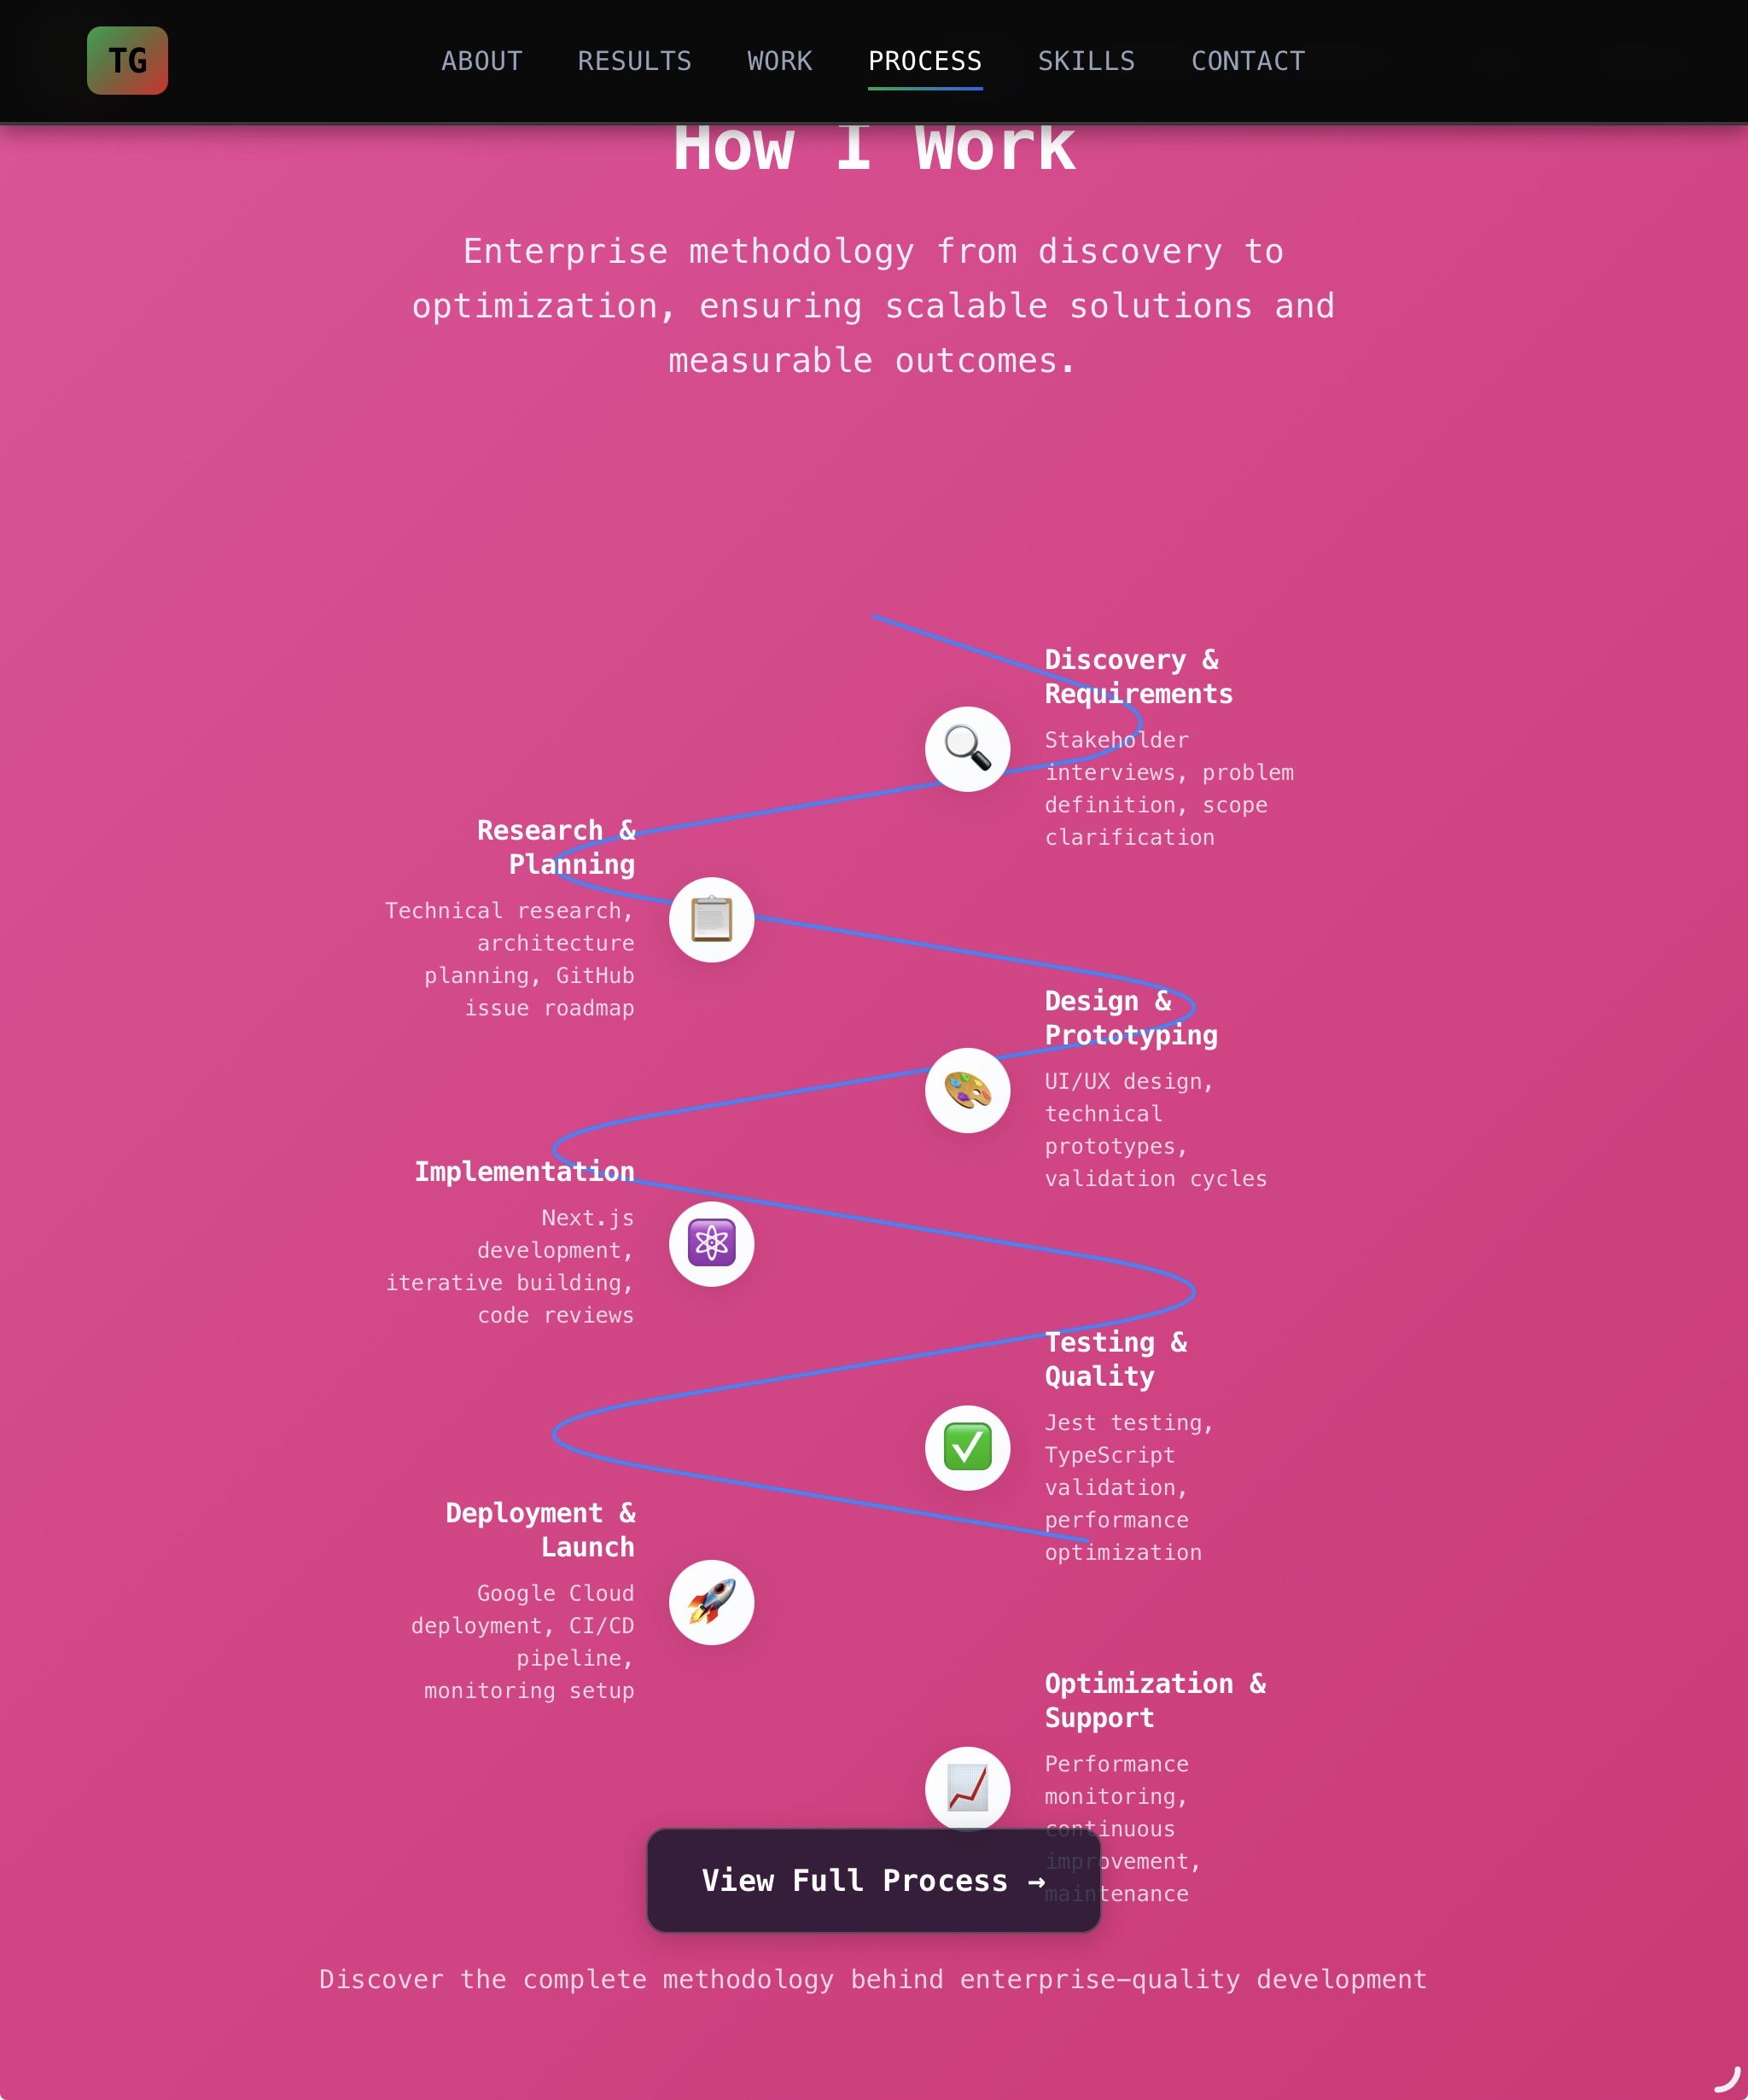 TG
ABOUT
RESULTS
WORK
PROCESS
SKILLS
CONTACT
How I Work
Enterprise methodology from discovery to
optimization, ensuring scalable solutions and
measurable outcomes.
Discovery &
Requirements
Stakeholder
interviews, problem
definition, scope
clarification
Research &
Planning
Technical research,
architecture
planning, GitHub
issue roadmap
Design &
Prototyping
UI/UX design,
technical
prototypes,
validation cycles
Implementation
Next.js
development,
iterative building,
code reviews
Testing &
Quality
Jest testing,
TypeScript
validation,
performance
optimization
Deployment &
Launch
Google Cloud
deployment, CI/CD
pipeline,
monitoring setup
Optimization &
Support
Performance
monitoring,
continuous
improvement,
maintenance
View Full Process →
Discover the complete methodology behind enterprise-quality development